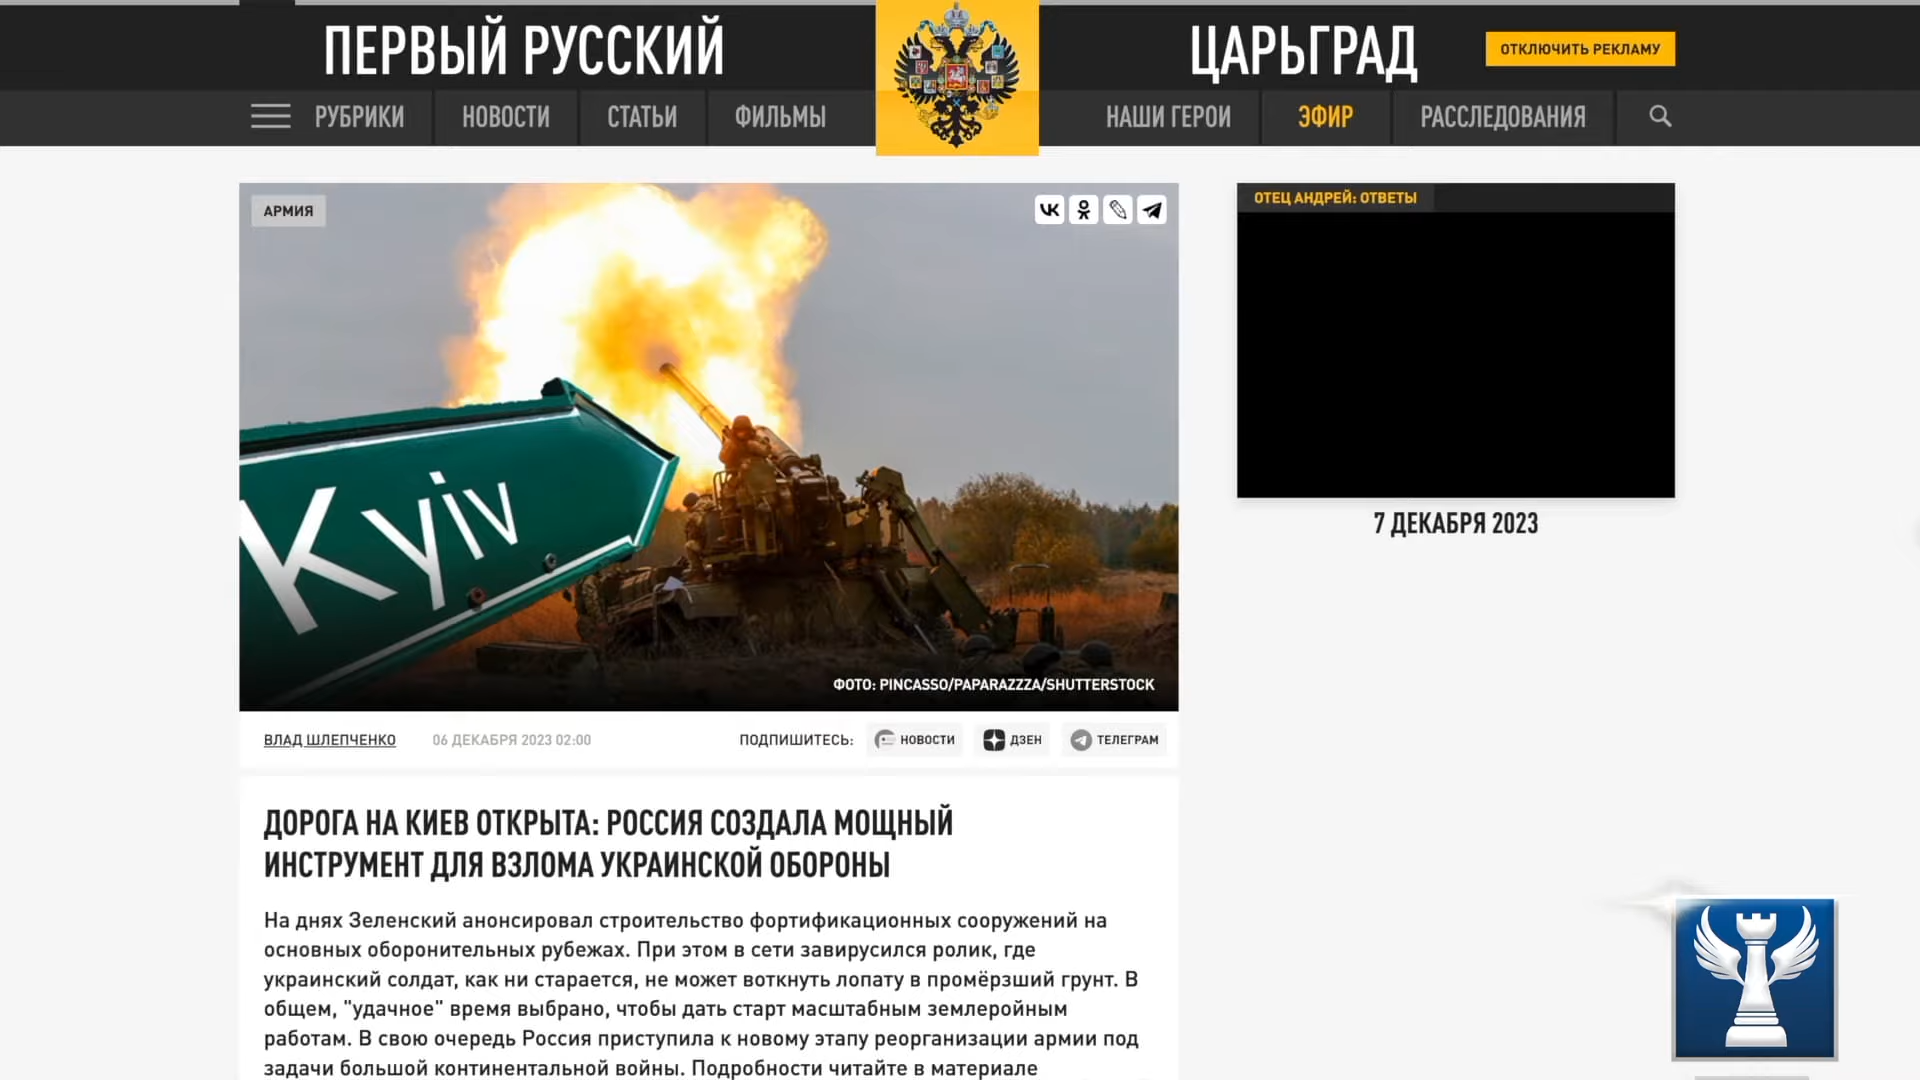 ПЕРВЫЙ РУССКИЙ
ЦАРЬГРАД
ОТКЛЮЧИТЬ РЕКЛАМУ
РУБРИКИ
НОВОСТИ
СТАТЬИ
ФИЛЬМЫ
НАШИ ГЕРОИ
ЭФИР
РАССЛЕДОВАНИЯ
АРМИЯ
Kyiv
ФОТО: PINCASSO/PAPARAZZZA/SHUTTERSTOCK
ОТЕЦ АНДРЕЙ: ОТВЕТЫ
7 ДЕКАБРЯ 2023
ВЛАД ШЛЕПЧЕНКО
06 ДЕКАБРЯ 2023 02:00
ПОДПИШИТЕСЬ:
НОВОСТИ
ДЗЕН
ТЕЛЕГРАМ
ДОРОГА НА КИЕВ ОТКРЫТА: РОССИЯ СОЗДАЛА МОЩНЫЙ
ИНСТРУМЕНТ ДЛЯ ВЗЛОМА УКРАИНСКОЙ ОБОРОНЫ
На днях Зеленский анонсировал строительство фортификационных сооружений на
основных оборонительных рубежах. При этом в сети завирусился ролик, где
украинский солдат, как ни старается, не может воткнуть лопату в промёрзший грунт. В
общем, "удачное" время выбрано, чтобы дать старт масштабным землеройным
работам. В свою очередь Россия приступила к новому этапу реорганизации армии под
задачи большой континентальной войны. Подробности читайте в материале